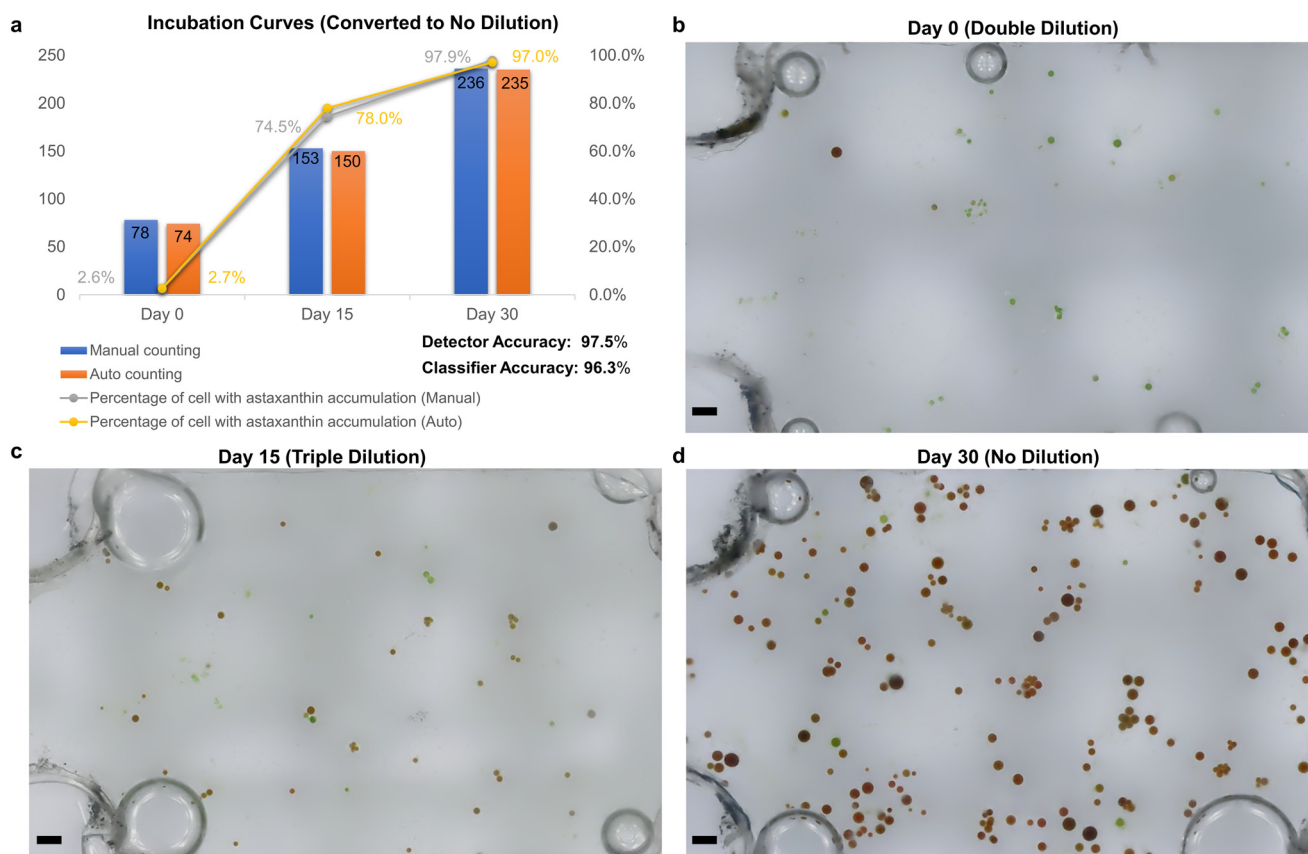 a
Incubation Curves (Converted to No Dilution)
250
200
150
100
50
0
100.0%
80.0%
60.0%
40.0%
20.0%
0.0%
97.9%
97.0%
236
235
74.5%
78.0%
153
150
78
74
2.6%
2.7%
Day 0
Day 15
Day 30
Manual counting
Auto counting
Percentage of cell with astaxanthin accumulation (Manual)
Percentage of cell with astaxanthin accumulation (Auto)
Detector Accuracy: 97.5%
Classifier Accuracy: 96.3%
b
Day 0 (Double Dilution)
c
Day 15 (Triple Dilution)
d
Day 30 (No Dilution)